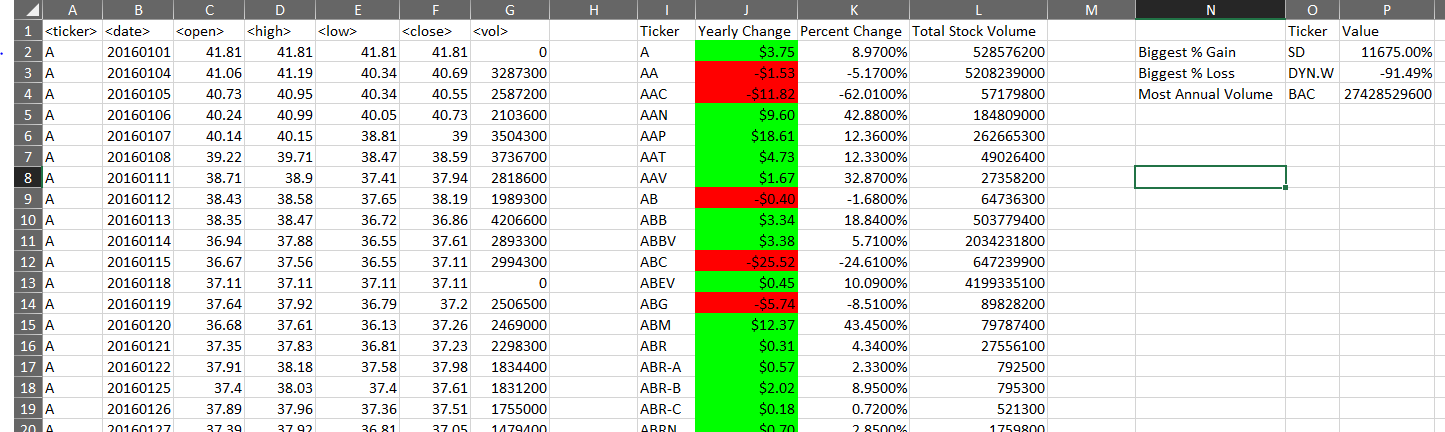 A B C D E F G H I J K L M N O P
1 <ticker> <date> <open> <high> <low> <close> <vol> Ticker Yearly Change Percent Change Total Stock Volume Ticker Value
2 A 20160101 41.81 41.81 41.81 41.81 0 A $3.75 8.9700% 528576200 Biggest % Gain SD 11675.00%
3 A 20160104 41.06 41.19 40.34 40.69 3287300 AA -$1.53 -5.1700% 5208239000 Biggest % Loss DYN.W -91.49%
4 A 20160105 40.73 40.95 40.34 40.55 2587200 AAC -$11.82 -62.0100% 57179800 Most Annual Volume BAC 27428529600
5 A 20160106 40.24 40.99 40.05 40.73 2103600 AAN $9.60 42.8800% 184809000
6 A 20160107 40.14 40.15 38.81 39 3504300 AAP $18.61 12.3600% 262665300
7 A 20160108 39.22 39.71 38.47 38.59 3736700 AAT $4.73 12.3300% 49026400
8 A 20160111 38.71 38.9 37.41 37.94 2818600 AAV $1.67 32.8700% 27358200
9 A 20160112 38.43 38.58 37.65 38.19 1989300 AB -$0.40 -1.6800% 64736300
10 A 20160113 38.35 38.47 36.72 36.86 4206600 ABB $3.34 18.8400% 503779400
11 A 20160114 36.94 37.88 36.55 37.61 2893300 ABBV $3.38 5.7100% 2034231800
12 A 20160115 36.67 37.56 36.55 37.11 2994300 ABC -$25.52 -24.6100% 647239900
13 A 20160118 37.11 37.11 37.11 37.11 0 ABEV $0.45 10.0900% 4199335100
14 A 20160119 37.64 37.92 36.79 37.2 2506500 ABG -$5.74 -8.5100% 89828200
15 A 20160120 36.68 37.61 36.13 37.26 2469000 ABM $12.37 43.4500% 79787400
16 A 20160121 37.35 37.83 36.81 37.23 2298300 ABR $0.31 4.3400% 27556100
17 A 20160122 37.91 38.18 37.58 37.98 1834400 ABR-A $0.57 2.3300% 792500
18 A 20160125 37.4 38.03 37.4 37.61 1831200 ABR-B $2.02 8.9500% 795300
19 A 20160126 37.89 37.96 37.36 37.51 1755000 ABR-C $0.18 0.7200% 521300
20 A 20160127 37.39 37.92 36.81 37.05 1479400 ABRN $0.70 2.8500% 1759800